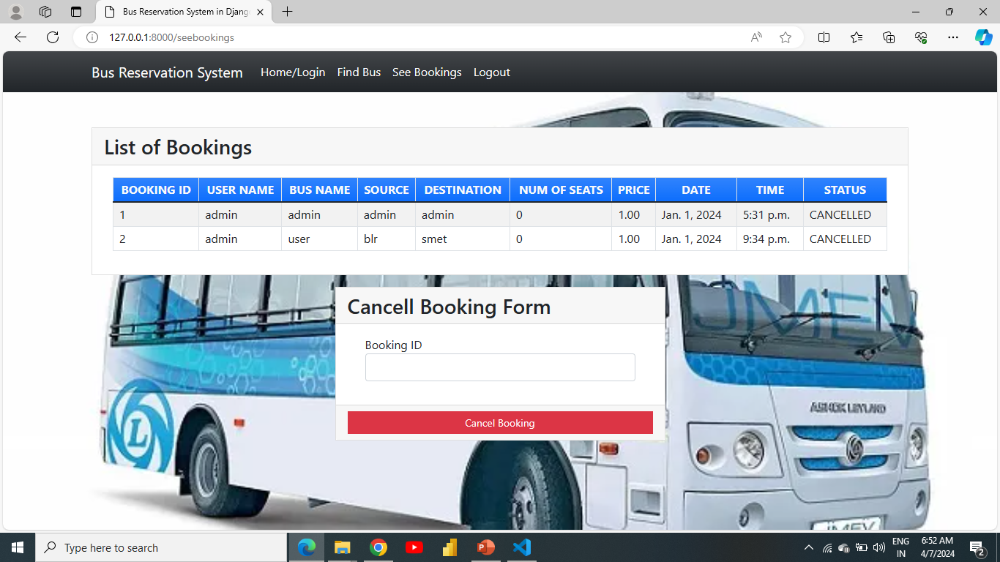 Bus Reservation System in Djang
127.0.0.1:8000/seebookings
Bus Reservation System Home/Login Find Bus See Bookings Logout
List of Bookings
BOOKING ID USER NAME BUS NAME SOURCE DESTINATION NUM OF SEATS PRICE DATE TIME STATUS
1 admin admin admin admin 0 1.00 Jan. 1, 2024 5:31 p.m. CANCELLED
2 admin user blr smet 0 1.00 Jan. 1, 2024 9:34 p.m. CANCELLED
Cancell Booking Form
Booking ID
Cancel Booking
JMEV
ASHOK LEYLAND
L
JMEV
Type here to search
ENG
IN
6:52 AM
4/7/2024
2